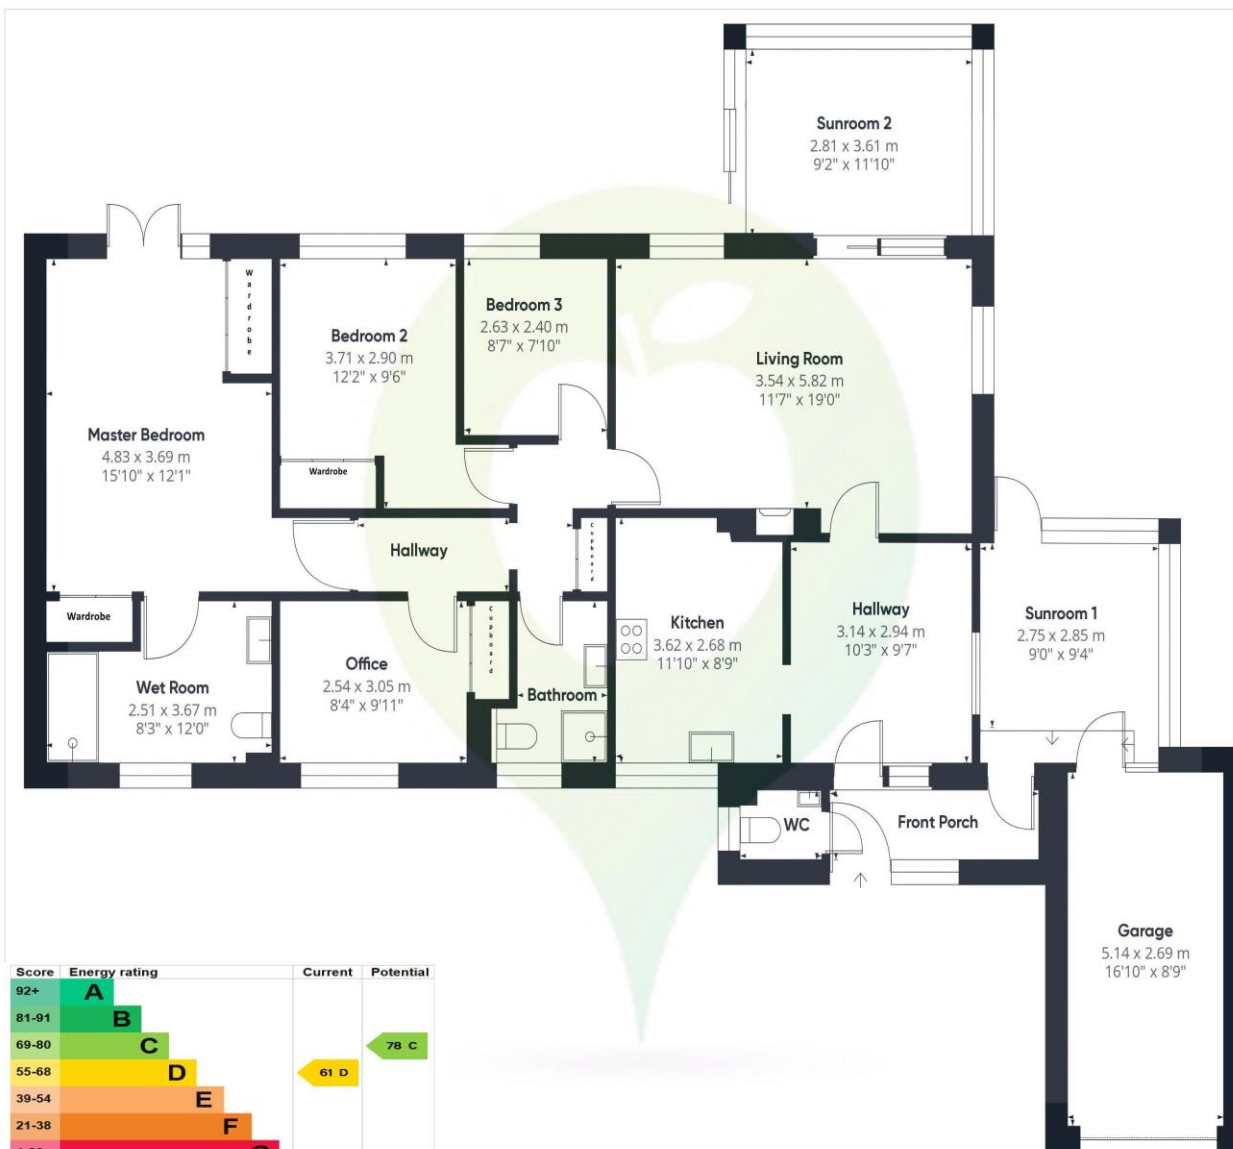 Sunroom 2
2.81 x 3.61 m
9'2" x 11'10"
Wardrobe
Bedroom 2
3.71 x 2.90 m
12'2" x 9'6"
Bedroom 3
2.63 x 2.40 m
8'7" x 7'10"
Living Room
3.54 x 5.82 m
11'7" x 19'0"
Master Bedroom
4.83 x 3.69 m
15'10" x 12'1"
Wardrobe
Hallway
Cupboard
Wardrobe
Cupboard
Kitchen
3.62 x 2.68 m
11'10" x 8'9"
Hallway
3.14 x 2.94 m
10'3" x 9'7"
Sunroom 1
2.75 x 2.85 m
9'0" x 9'4"
Wet Room
2.51 x 3.67 m
8'3" x 12'0"
Office
2.54 x 3.05 m
8'4" x 9'11"
Bathroom
WC
Front Porch
Garage
5.14 x 2.69 m
16'10" x 8'9"
Score Energy rating Current Potential
92+ A
81-91 B
69-80 C 78 C
55-68 D 61 D
39-54 E
21-38 F